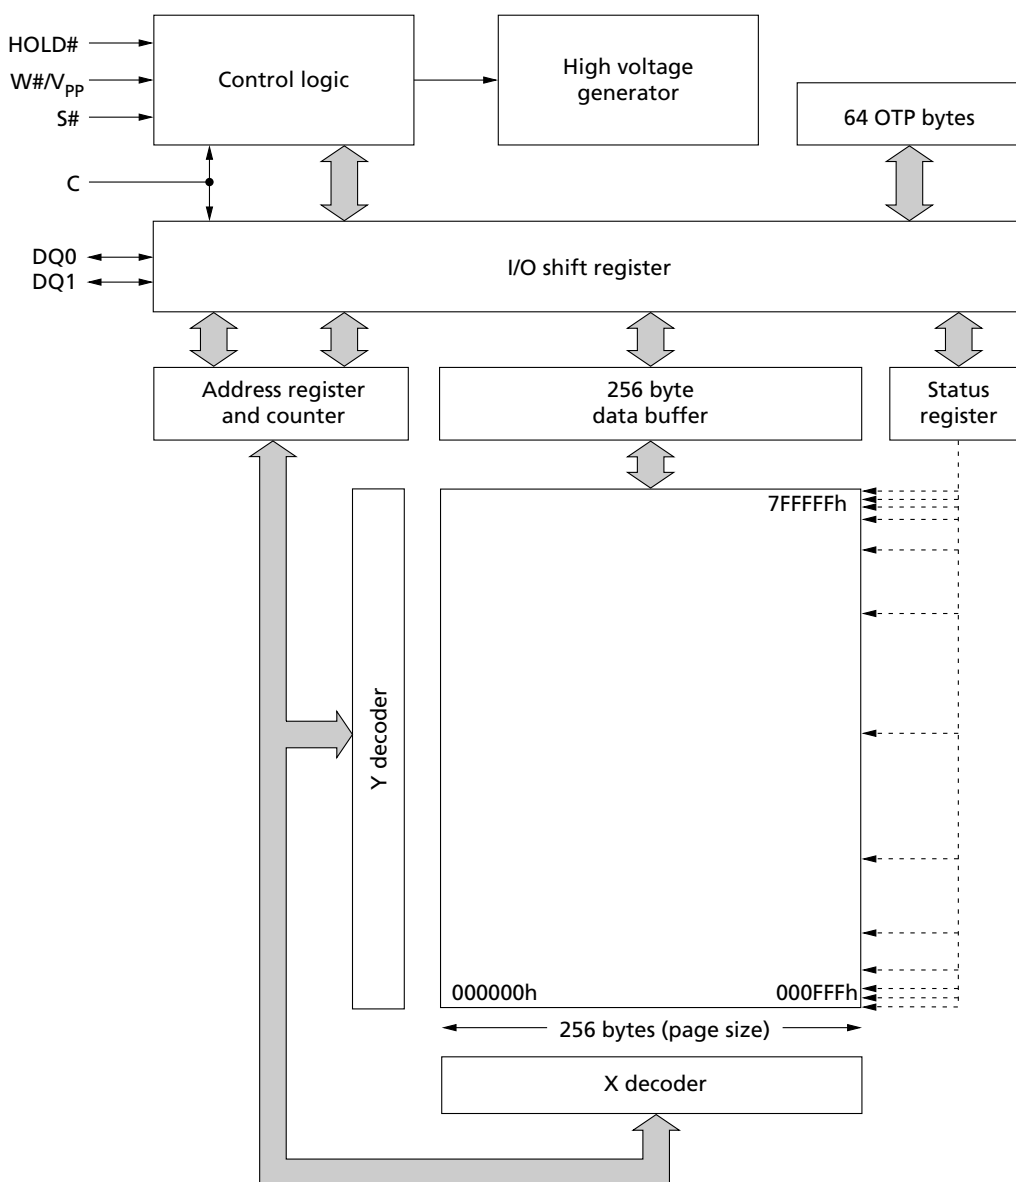 HOLD#
W#/VPP
S#
Control logic
High voltage
generator
64 OTP bytes
C
DQ0
DQ1
I/O shift register
Address register
and counter
256 byte
data buffer
Status
register
7FFFFFh
Y decoder
000000h
000FFFh
256 bytes (page size)
X decoder